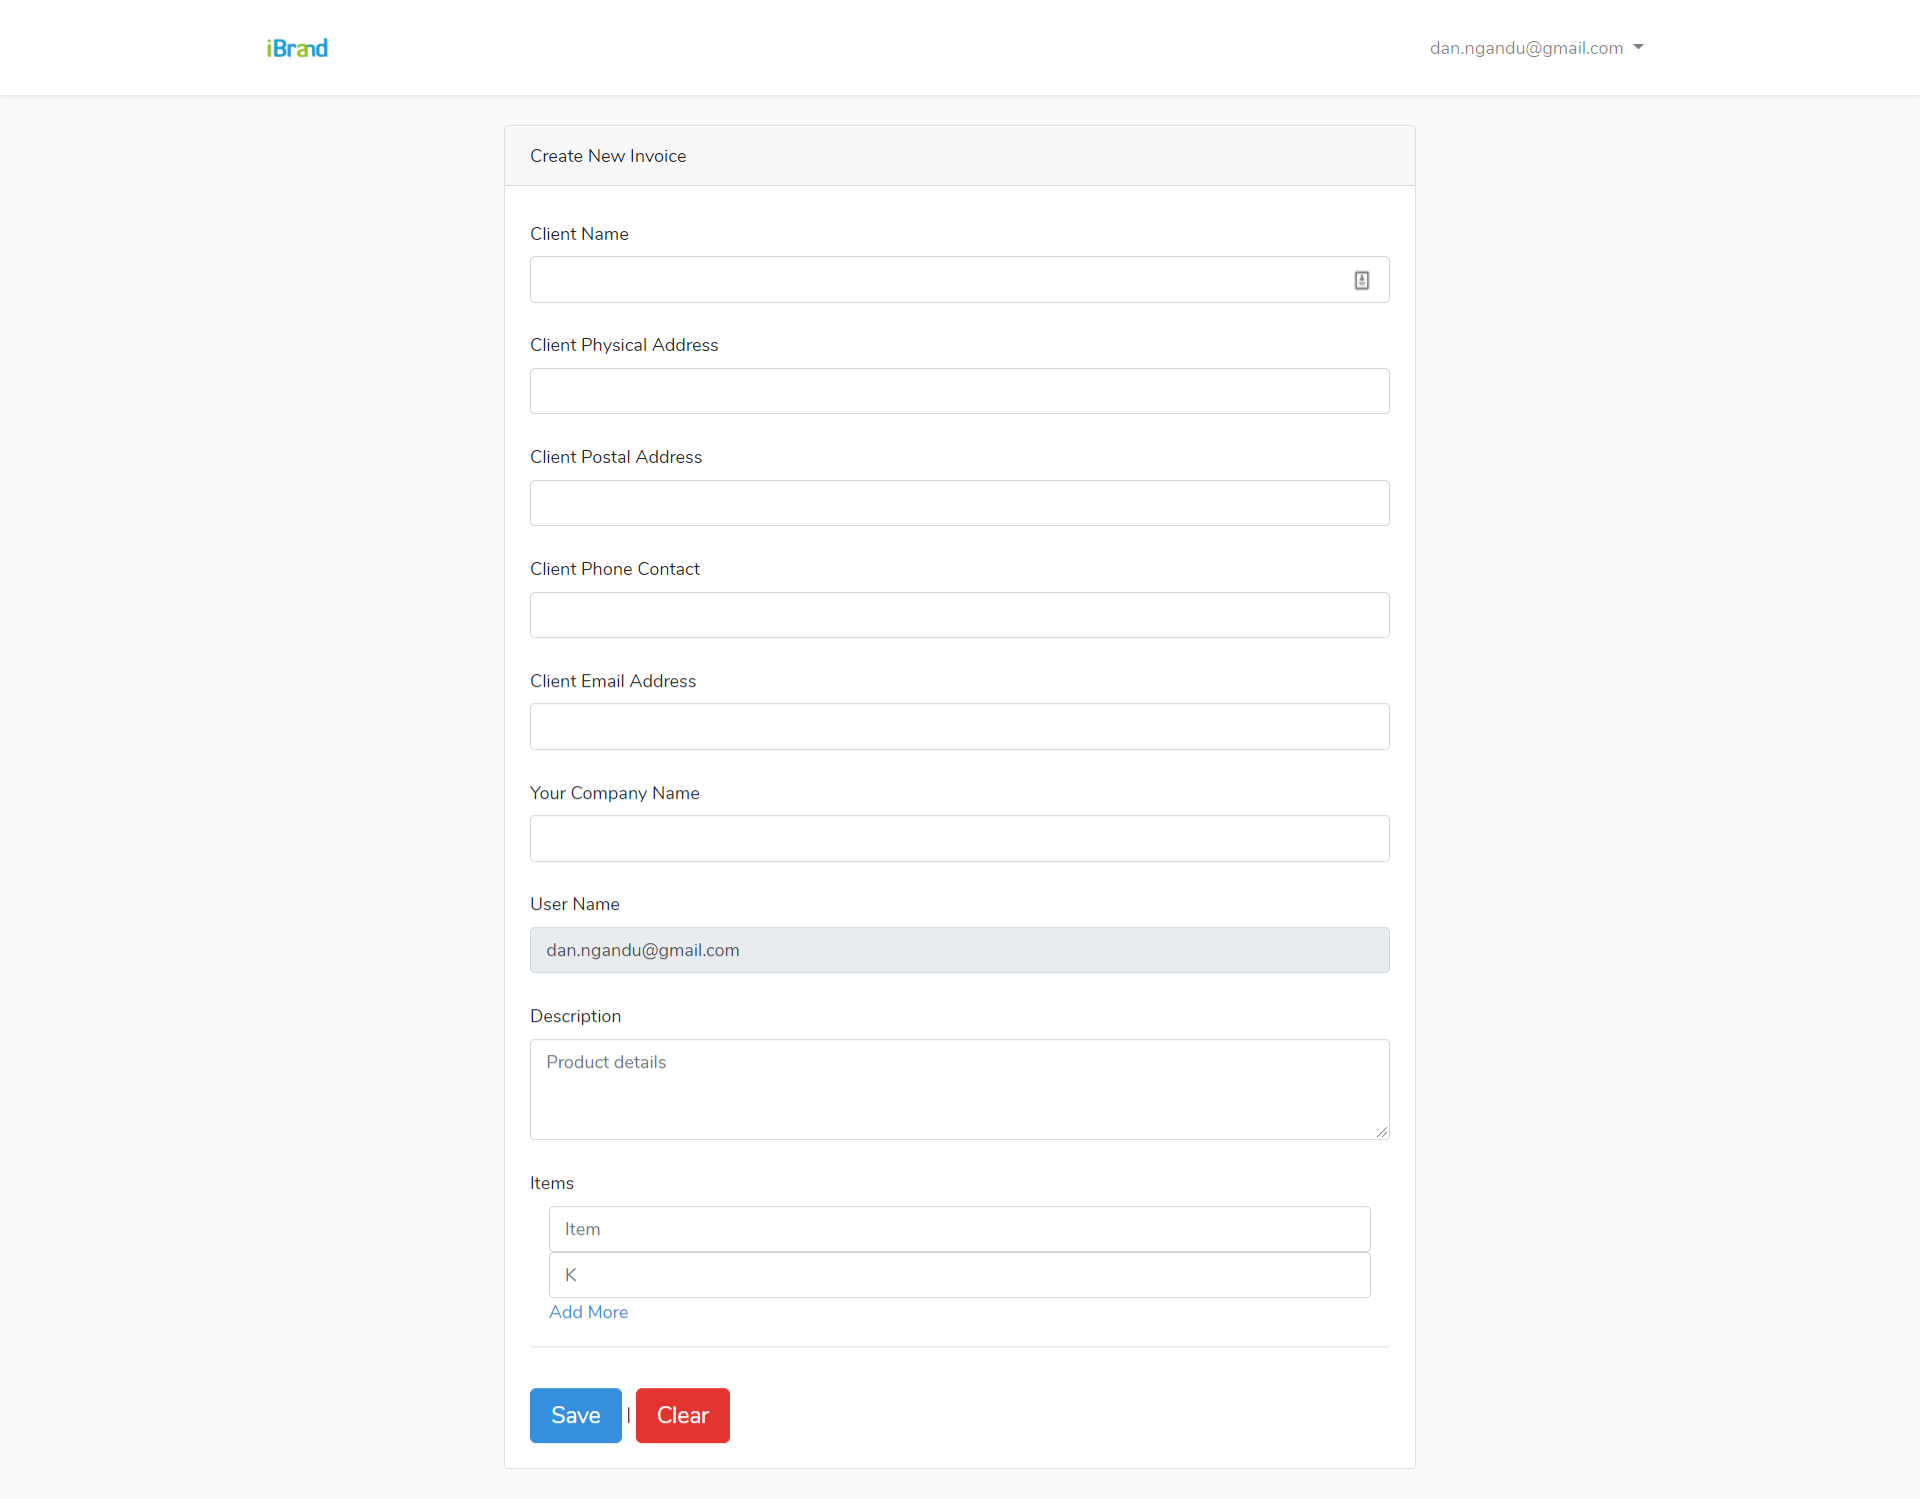 iBrand
dan.ngandu@gmail.com
Create New Invoice
Client Name
Client Physical Address
Client Postal Address
Client Phone Contact
Client Email Address
Your Company Name
User Name
dan.ngandu@gmail.com
Description
Product details
Items
Item
K
Add More
Save | Clear